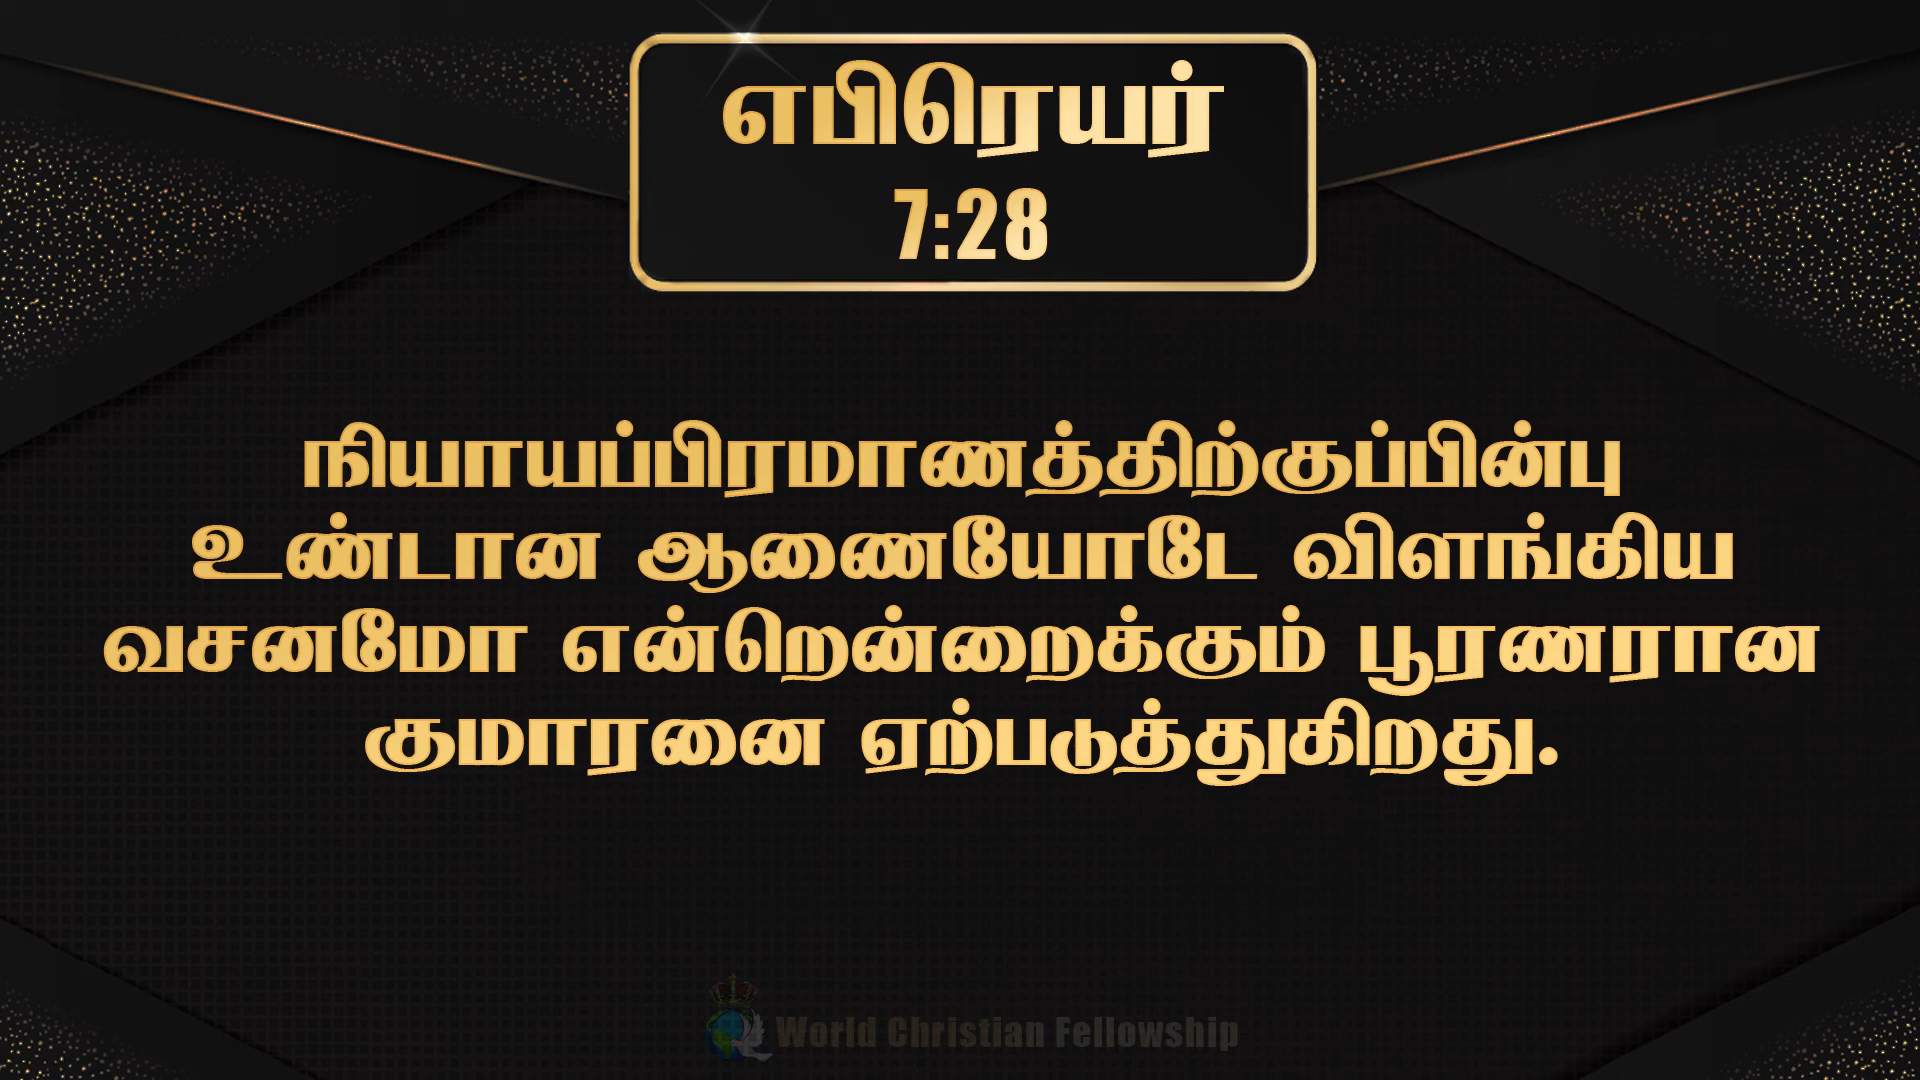 எபிரெயர்
7:28
நியாயப்பிரமாணத்திற்குப்பின்பு
உண்டான ஆணையோடே விளங்கிய
வசனமோ என்றென்றைக்கும் பூரணரான
குமாரனை ஏற்படுத்துகிறது.
World Christian Fellowship